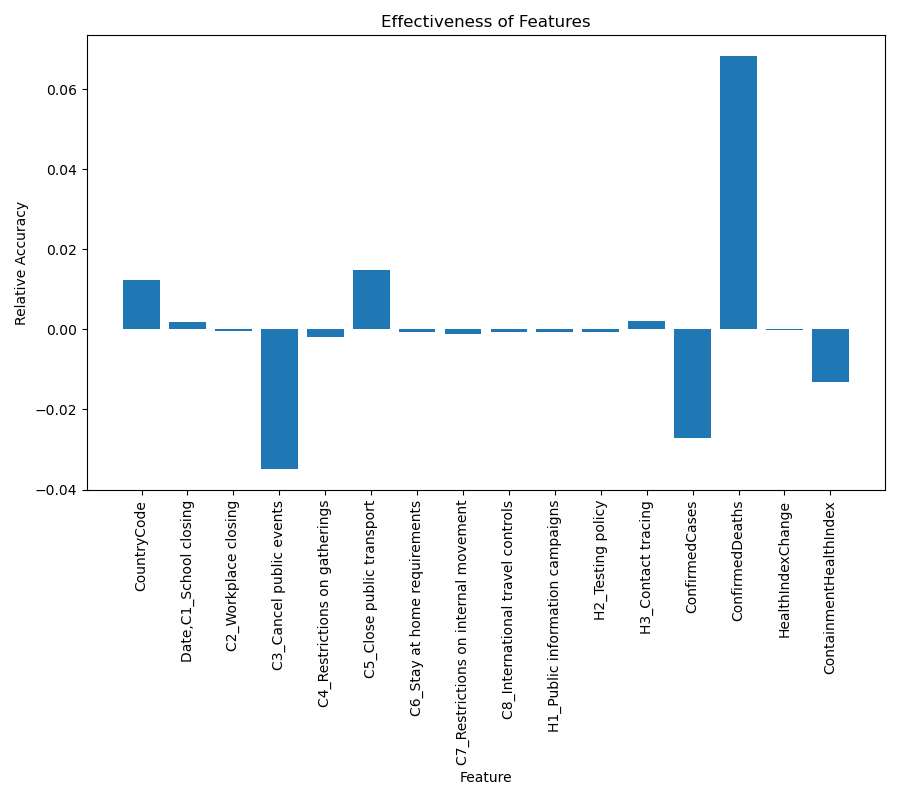 Effectiveness of Features
Relative Accuracy
0.06
0.04
0.02
0.00
−0.02
−0.04
CountryCode
Date,C1_School closing
C2_Workplace closing
C3_Cancel public events
C4_Restrictions on gatherings
C5_Close public transport
C6_Stay at home requirements
C7_Restrictions on internal movement
C8_International travel controls
H1_Public information campaigns
H2_Testing policy
H3_Contact tracing
ConfirmedCases
ConfirmedDeaths
HealthIndexChange
ContainmentHealthIndex
Feature